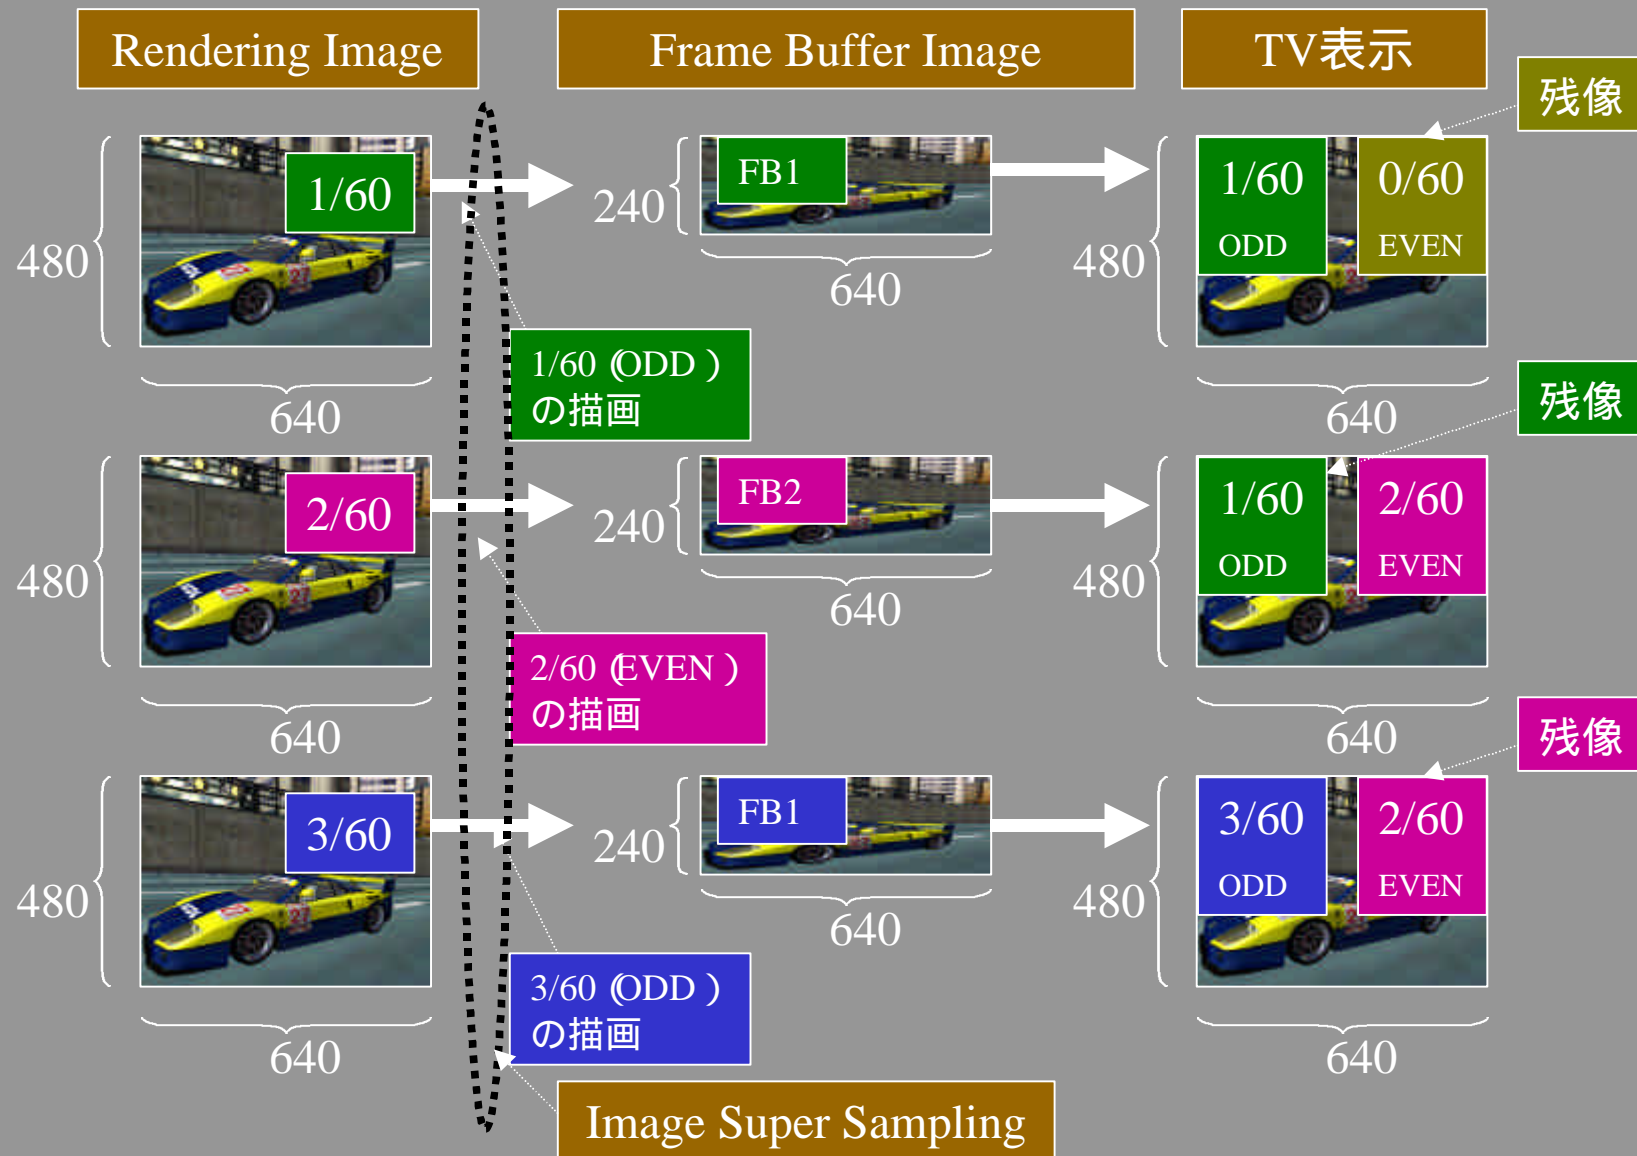 Rendering Image
Frame Buffer Image
TV表示
残像
1/60
FB1
1/60
ODD
0/60
EVEN
480
240
480
640
640
640
1/60 (ODD )
の描画
残像
2/60
FB2
1/60
ODD
2/60
EVEN
480
240
480
640
640
640
2/60 (EVEN )
の描画
残像
3/60
FB1
3/60
ODD
2/60
EVEN
480
240
480
640
640
640
3/60 (ODD )
の描画
Image Super Sampling